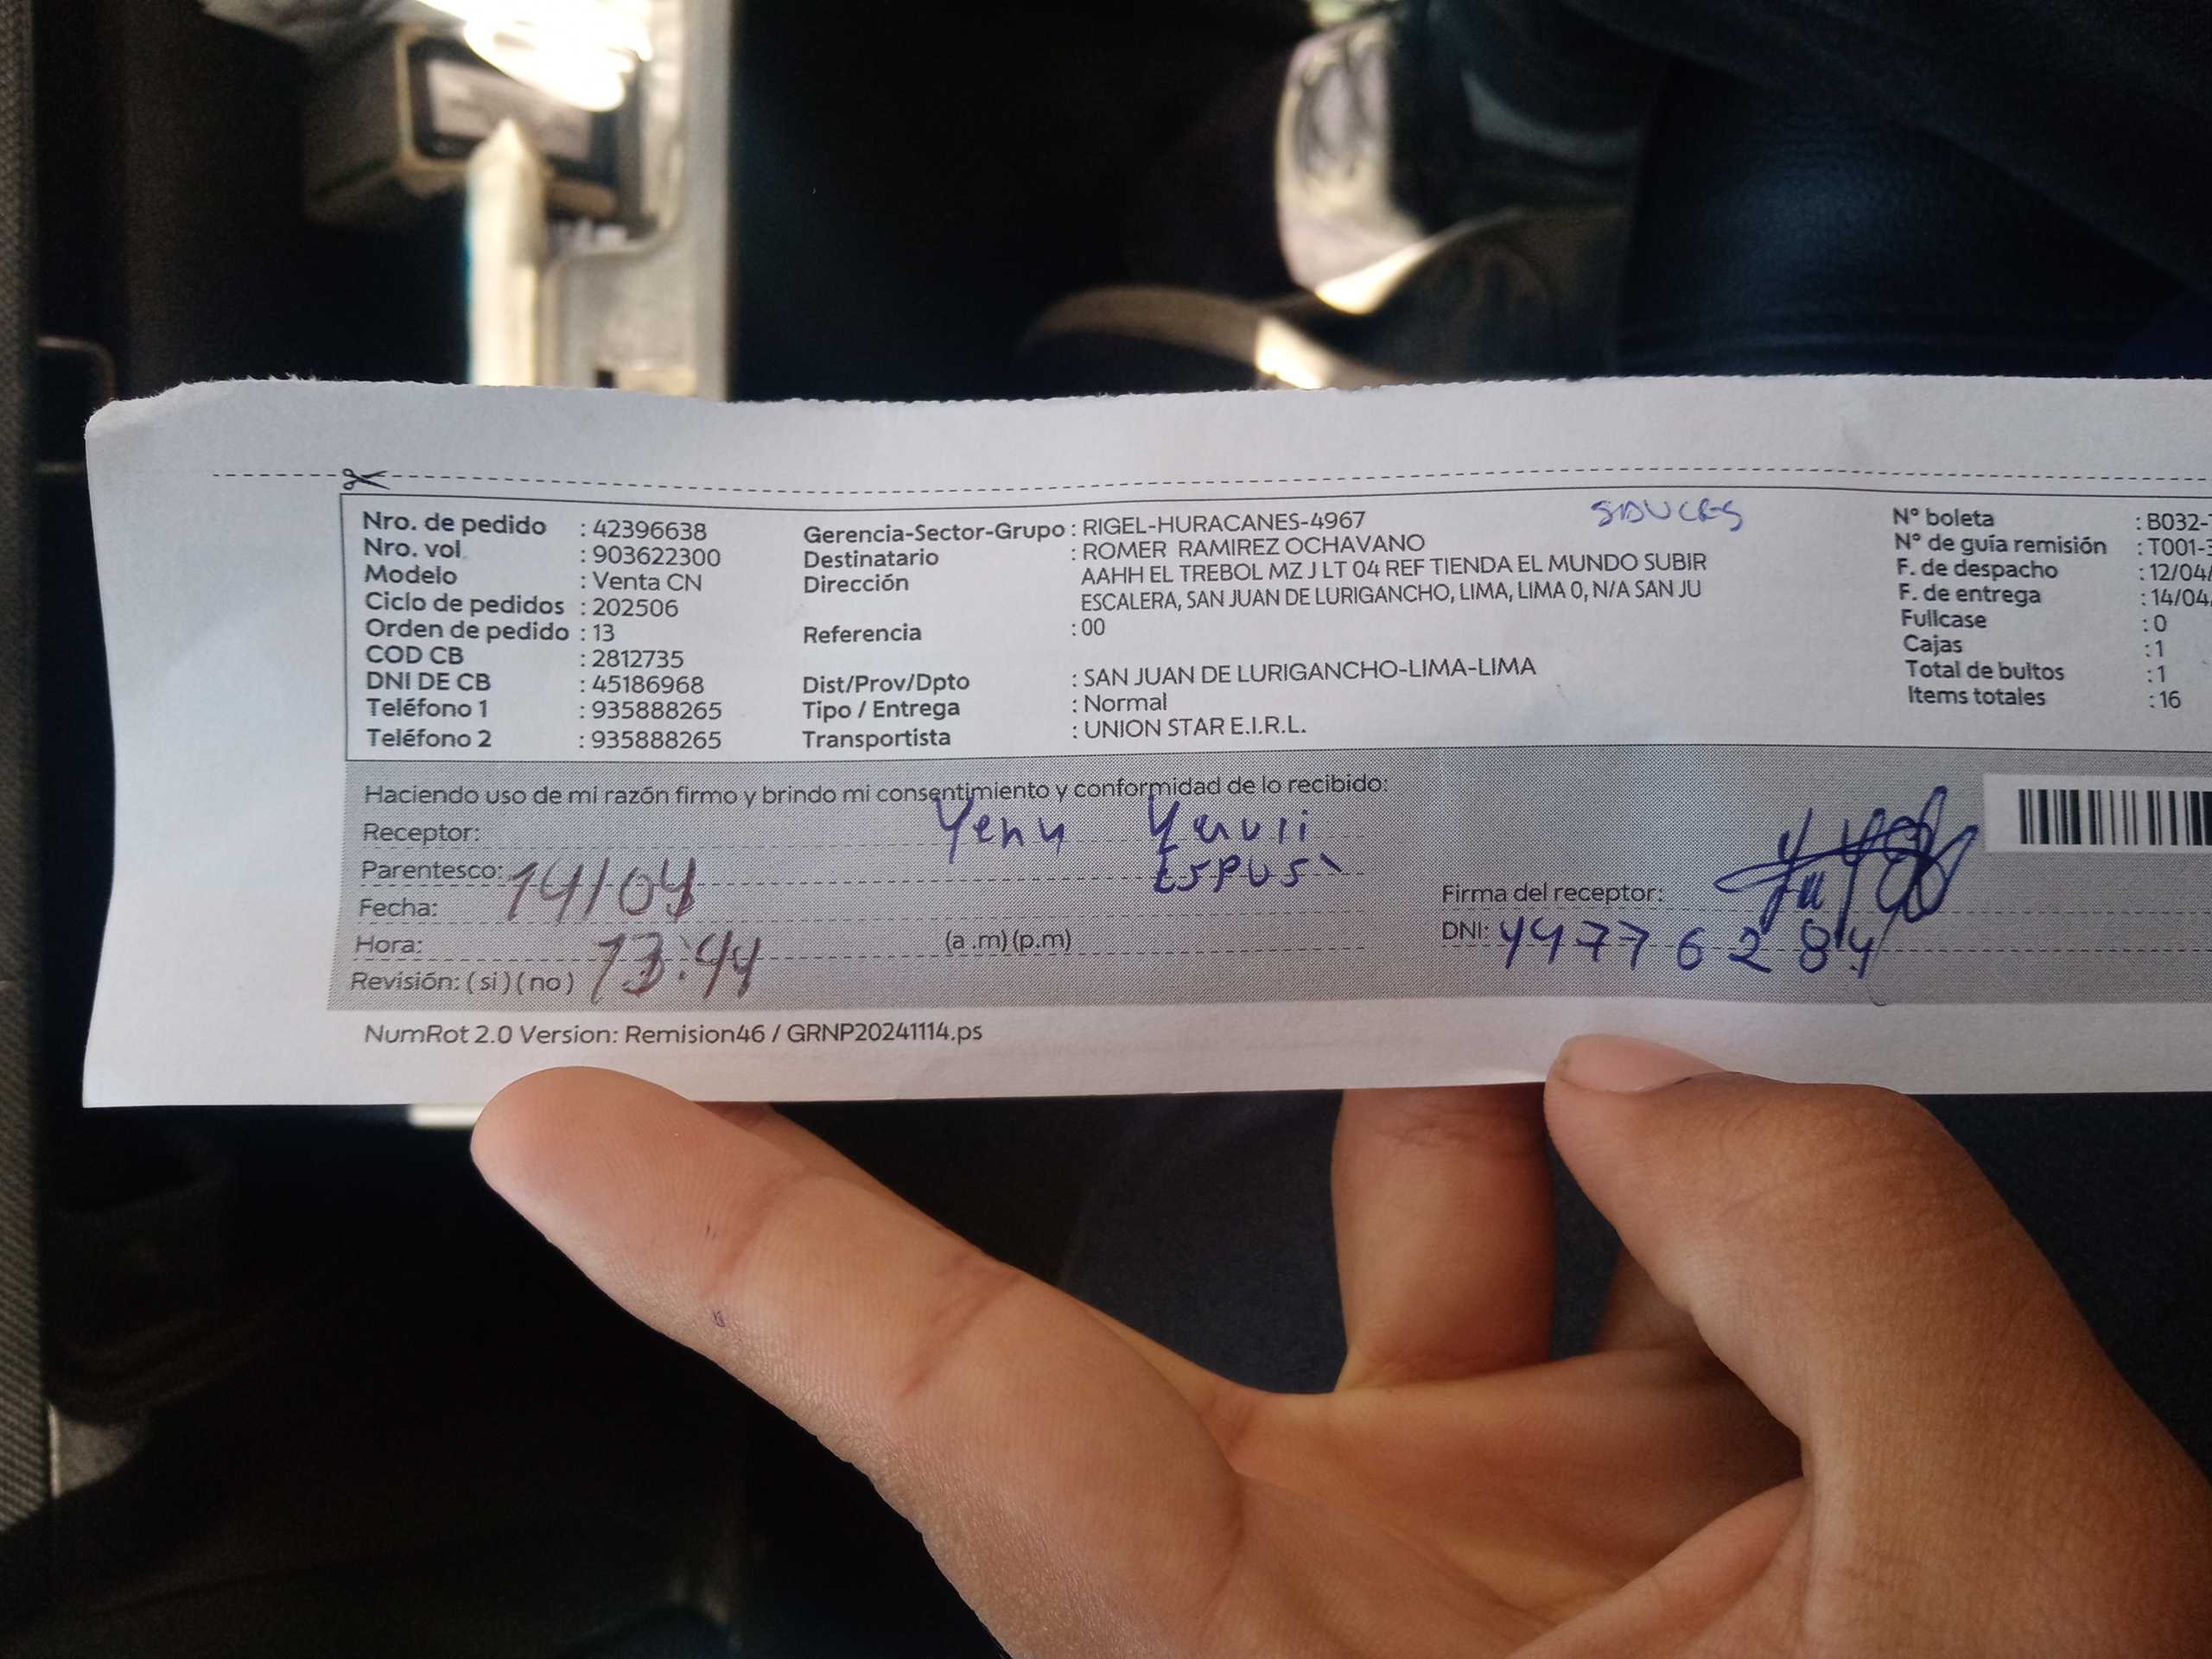 Nro. de pedido : 42396638
Nro. vol : 903622300
Modelo : Venta CN
Ciclo de pedidos : 202506
Orden de pedido : 13
COD CB : 2812735
DNI DE CB : 45186968
Teléfono 1 : 935888265
Teléfono 2 : 935888265
Gerencia-Sector-Grupo : RIGEL-HURACANES-4967
Destinatario : ROMER RAMIREZ OCHAVANO
Dirección AAHH EL TREBOL MZ J LT 04 REF TIENDA EL MUNDO SUBIR
ESCALERA, SAN JUAN DE LURIGANCHO, LIMA, LIMA 0, N/A SAN JU
Referencia : 00
Dist/Prov/Dpto : SAN JUAN DE LURIGANCHO-LIMA-LIMA
Tipo / Entrega : Normal
Transportista : UNION STAR E.I.R.L.
N° boleta : B032-
N° de guía remisión : T001-3
F. de despacho : 12/04/
F. de entrega : 14/04/
Fullcase : 0
Cajas : 1
Total de bultos : 1
Items totales : 16
Haciendo uso de mi razón firmo y brindo mi consentimiento y conformidad de lo recibido:
Receptor:
Parentesco:
Fecha: 14/04
Hora: 13:44 (a .m) (p.m)
Revisión: (si) (no)
Firma del receptor:
DNI: 44776284
NumRot 2.0 Version: Remision46 / GRNP20241114.ps